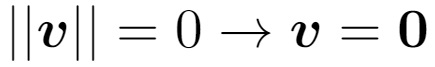 ||𝒗|| = 0 → 𝒗 = 𝟎